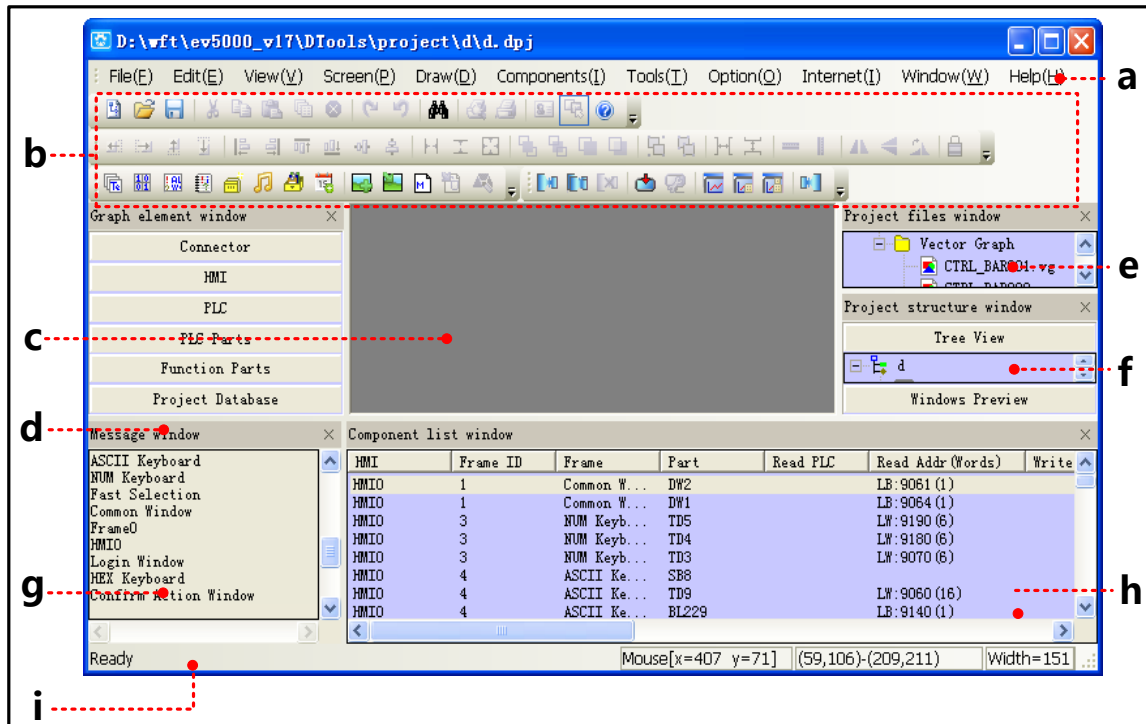 D:\wft\ev5000_v17\DTools\project\d\d.dpj
File(F) Edit(E) View(V) Screen(P) Draw(D) Components(I) Tools(T) Option(O) Internet(I) Window(W) Help(H)
a
b
Graph element window
Connector
HMI
PLC
PLC Parts
Function Parts
Project Database
c
Project files window
Vector Graph
CTRL_BAR001.vg
e
Project structure window
Tree View
d
f
Windows Preview
d
Message window
ASCII Keyboard
NUM Keyboard
Fast Selection
Common Window
Frame0
HMI0
Login Window
HEX Keyboard
Confirm Action Window
g
Component list window
HMI Frame ID Frame Part Read PLC Read Addr(Words) Write
HMI0 1 Common W... DW2 LB:9061(1)
HMI0 1 Common W... DW1 LB:9064(1)
HMI0 3 NUM Keyb... TD5 LW:9190(6)
HMI0 3 NUM Keyb... TD4 LW:9180(6)
HMI0 3 NUM Keyb... TD3 LW:9070(6)
HMI0 4 ASCII Ke... SB8
HMI0 4 ASCII Ke... TD9 LW:9060(16)
HMI0 4 ASCII Ke... BL229 LB:9140(1)
h
Ready Mouse[x=407 y=71] (59,106)-(209,211) Width=151
i